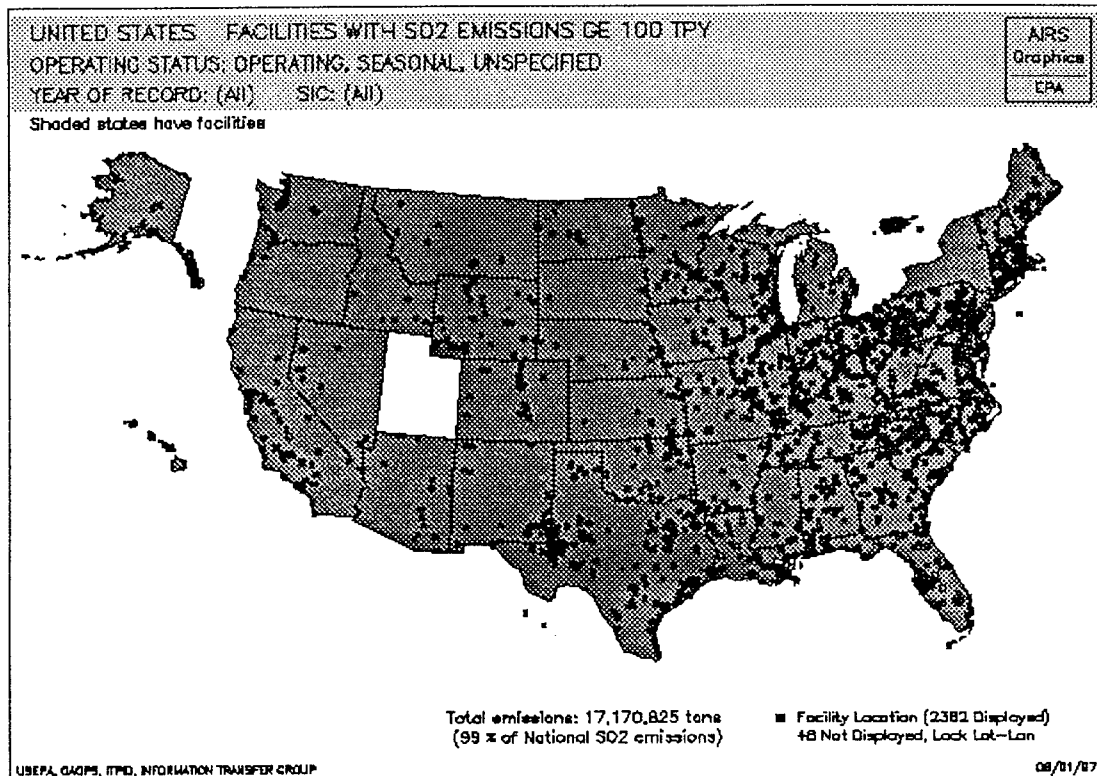 UNITED STATES FACILITIES WITH SO2 EMISSIONS GE 100 TPY
OPERATING STATUS: OPERATING, SEASONAL, UNSPECIFIED
YEAR OF RECORD: (All) SIC: (All)
AIRS
Graphics
EPA
Shaded states have facilities
Total emissions: 17,170,825 tons
(99 % of National SO2 emissions)
Facility Location (2382 Displayed)
48 Not Displayed, Lack Lat-Lon
USEPA, OAQPS, ITPID, INFORMATION TRANSFER GROUP
08/01/97